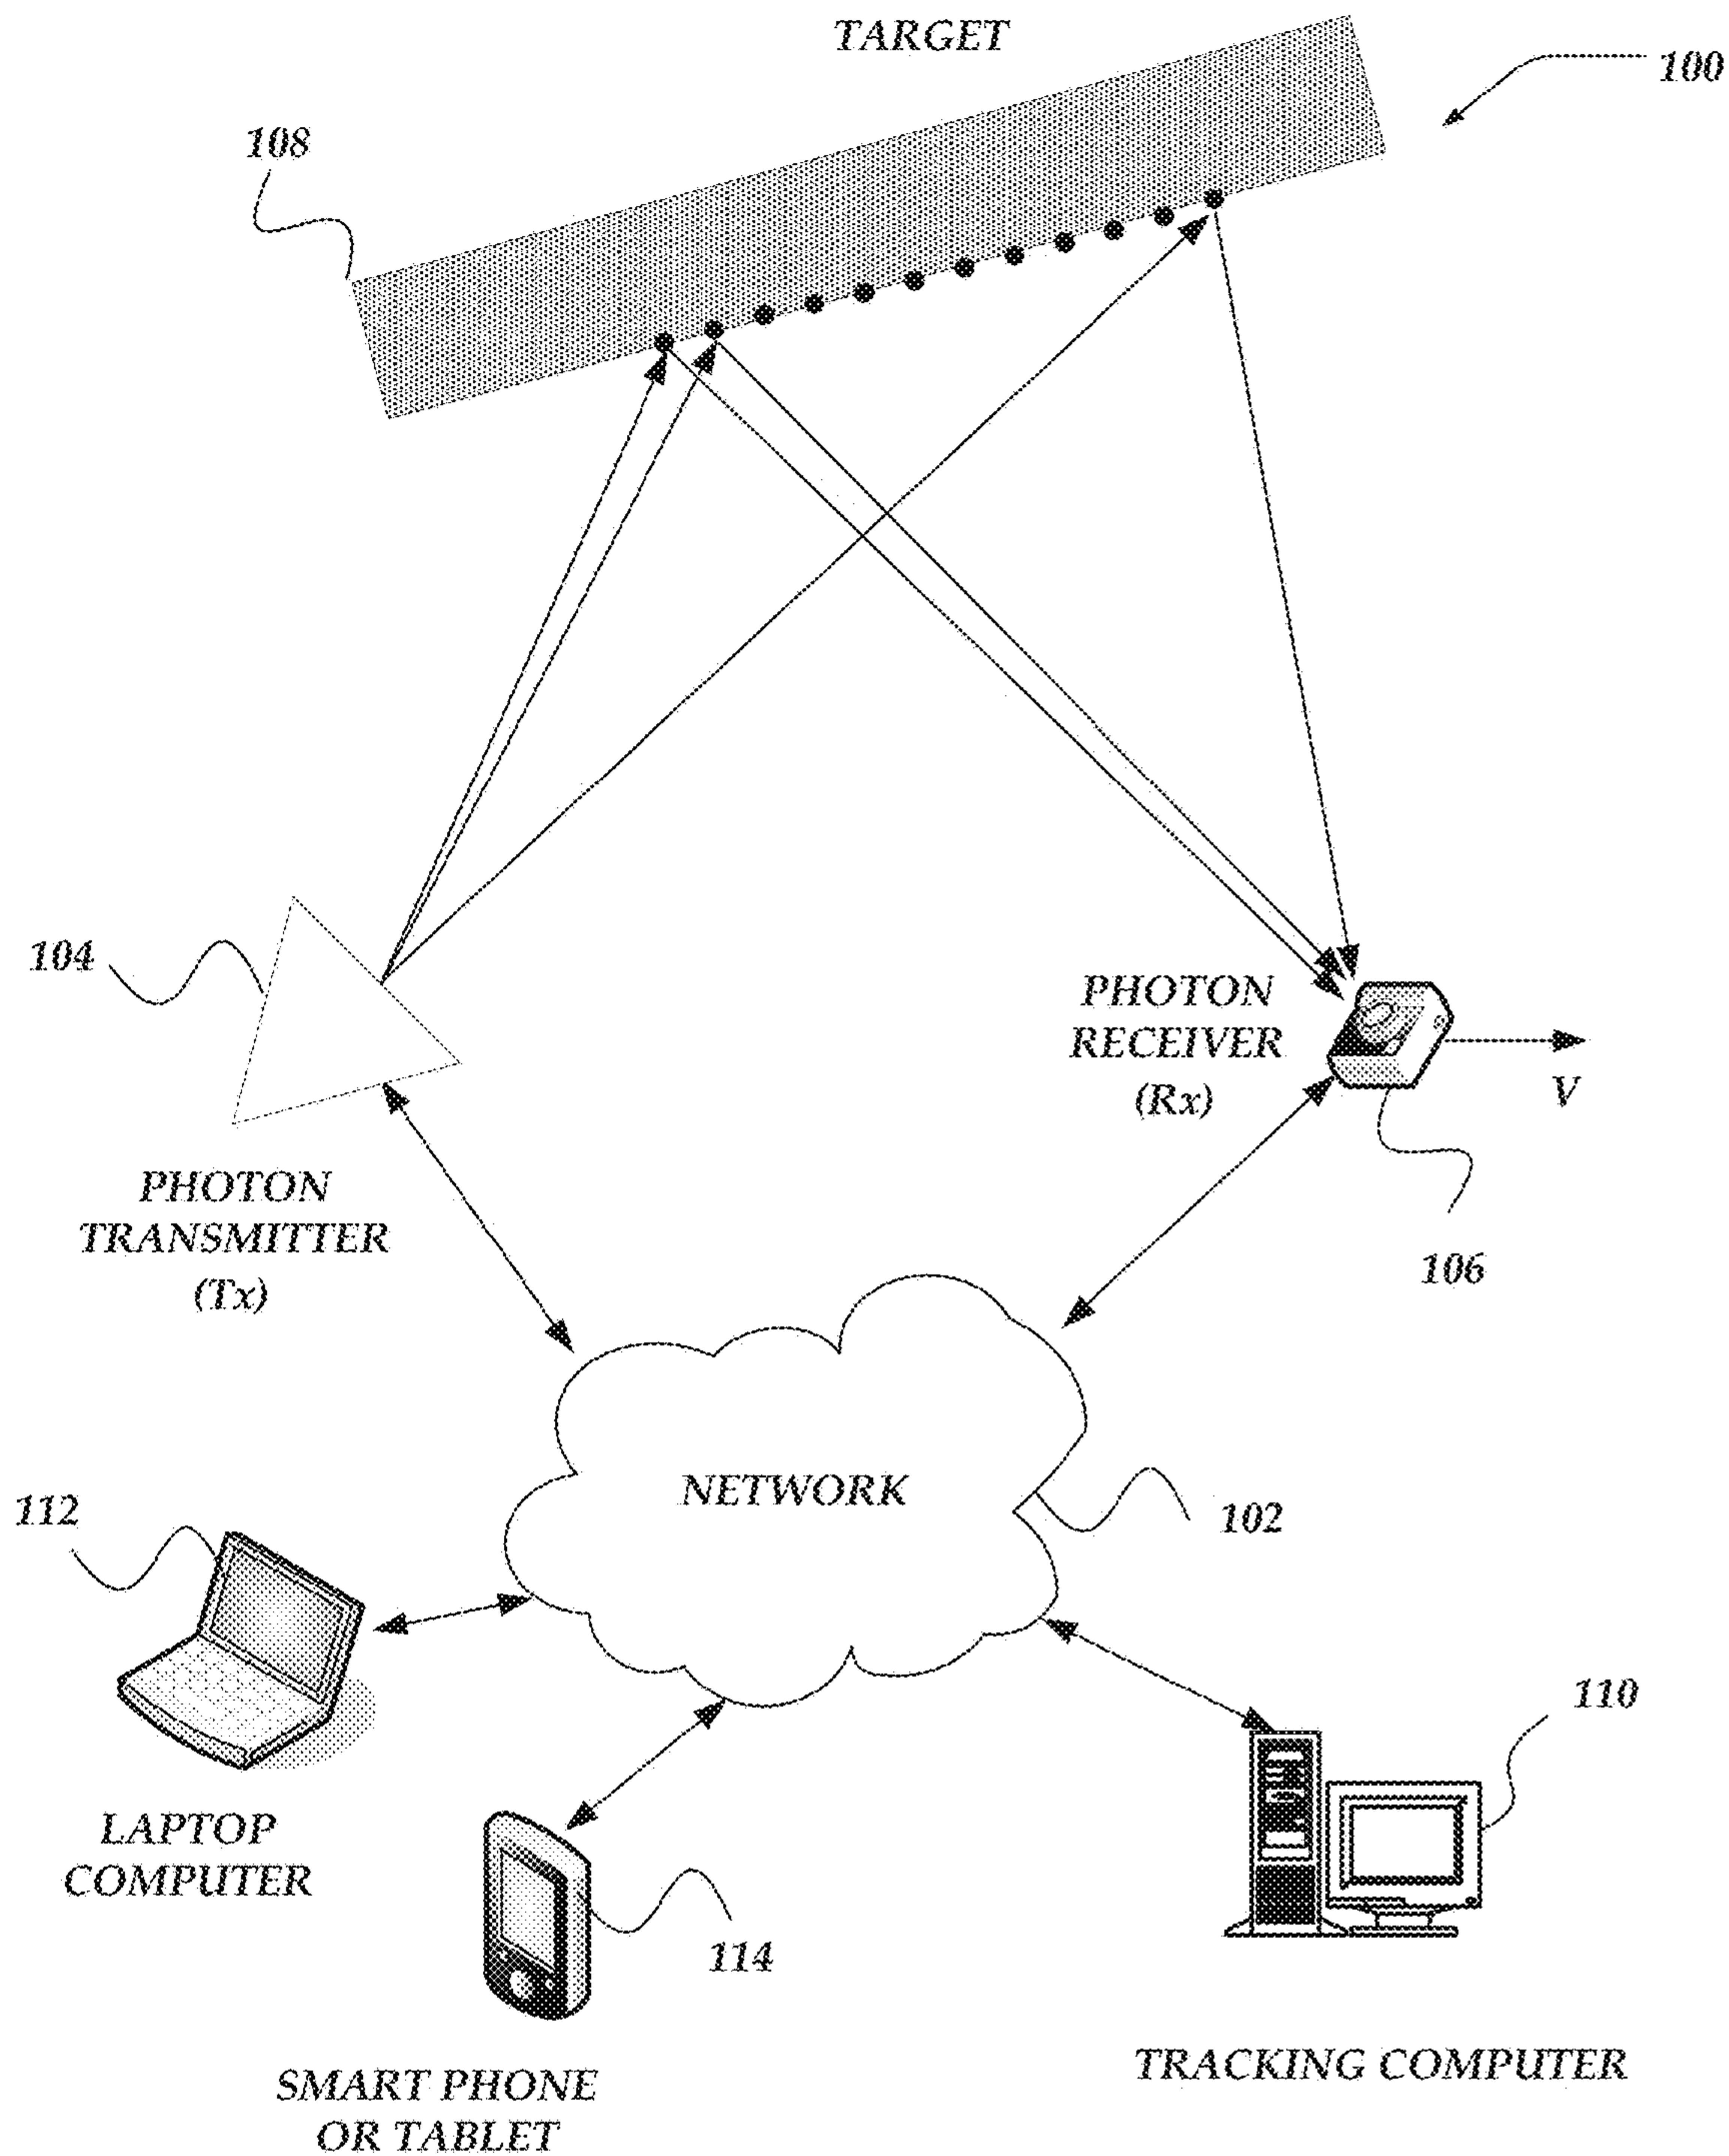 TARGET
100
108
104
PHOTON
RECEIVER
(Rx)
V
PHOTON
TRANSMITTER
(Tx)
106
NETWORK
112
102
110
LAPTOP
COMPUTER
114
TRACKING COMPUTER
SMART PHONE
OR TABLET